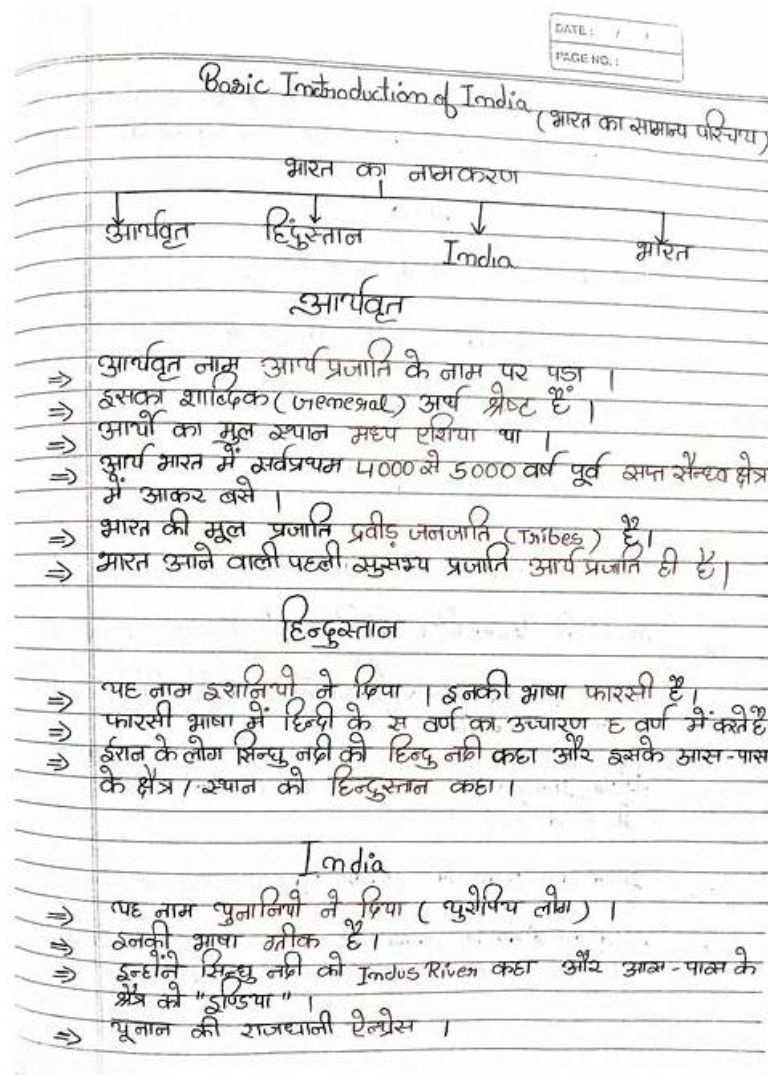 DATE: / /
PAGE NO.:
Basic Introduction of India (भारत का सामान्य परिचय)
भारत का नामकरण
आर्यवृत हिंदुस्तान India भारत
आर्यवृत
⇒ आर्यवृत नाम आर्य प्रजाति के नाम पर पडा ।
⇒ इसका शाब्दिक (General) अर्थ श्रेष्ट हैं ।
⇒ आर्यो का मुल स्थान मध्य एशिया था ।
⇒ आर्य भारत में सर्वप्रथम 4000 से 5000 वर्ष पूर्व सप्त सैन्धव क्षेत्र
में आकर बसे ।
⇒ भारत की मूल प्रजाति द्रवीड़ जनजाति (Tribes) है।
⇒ भारत आने वाली पहली सुसभ्य प्रजाति आर्य प्रजाति ही है।
हिन्दुस्तान
⇒ यह नाम इरानियो ने दिया । इनकी भाषा फारसी है।
⇒ फारसी भाषा में हिन्दी के स वर्ण का उच्चारण ह वर्ण में करते है
⇒ ईरान के लोग सिन्धु नदी को हिन्दु नदी कहा और इसके आस-पास
के क्षेत्र / स्थान को हिन्दुस्तान कहा ।
India
⇒ यह नाम युनानियो ने दिया ( युरोपिय लोग ) ।
⇒ इनकी भाषा ग्रीक है।
⇒ इन्होंने सिन्धु नदी को Indus River कहा और आस-पास के
क्षेत्र को "इण्डिया" ।
⇒ यूनान की राजधानी ऐन्थेस ।